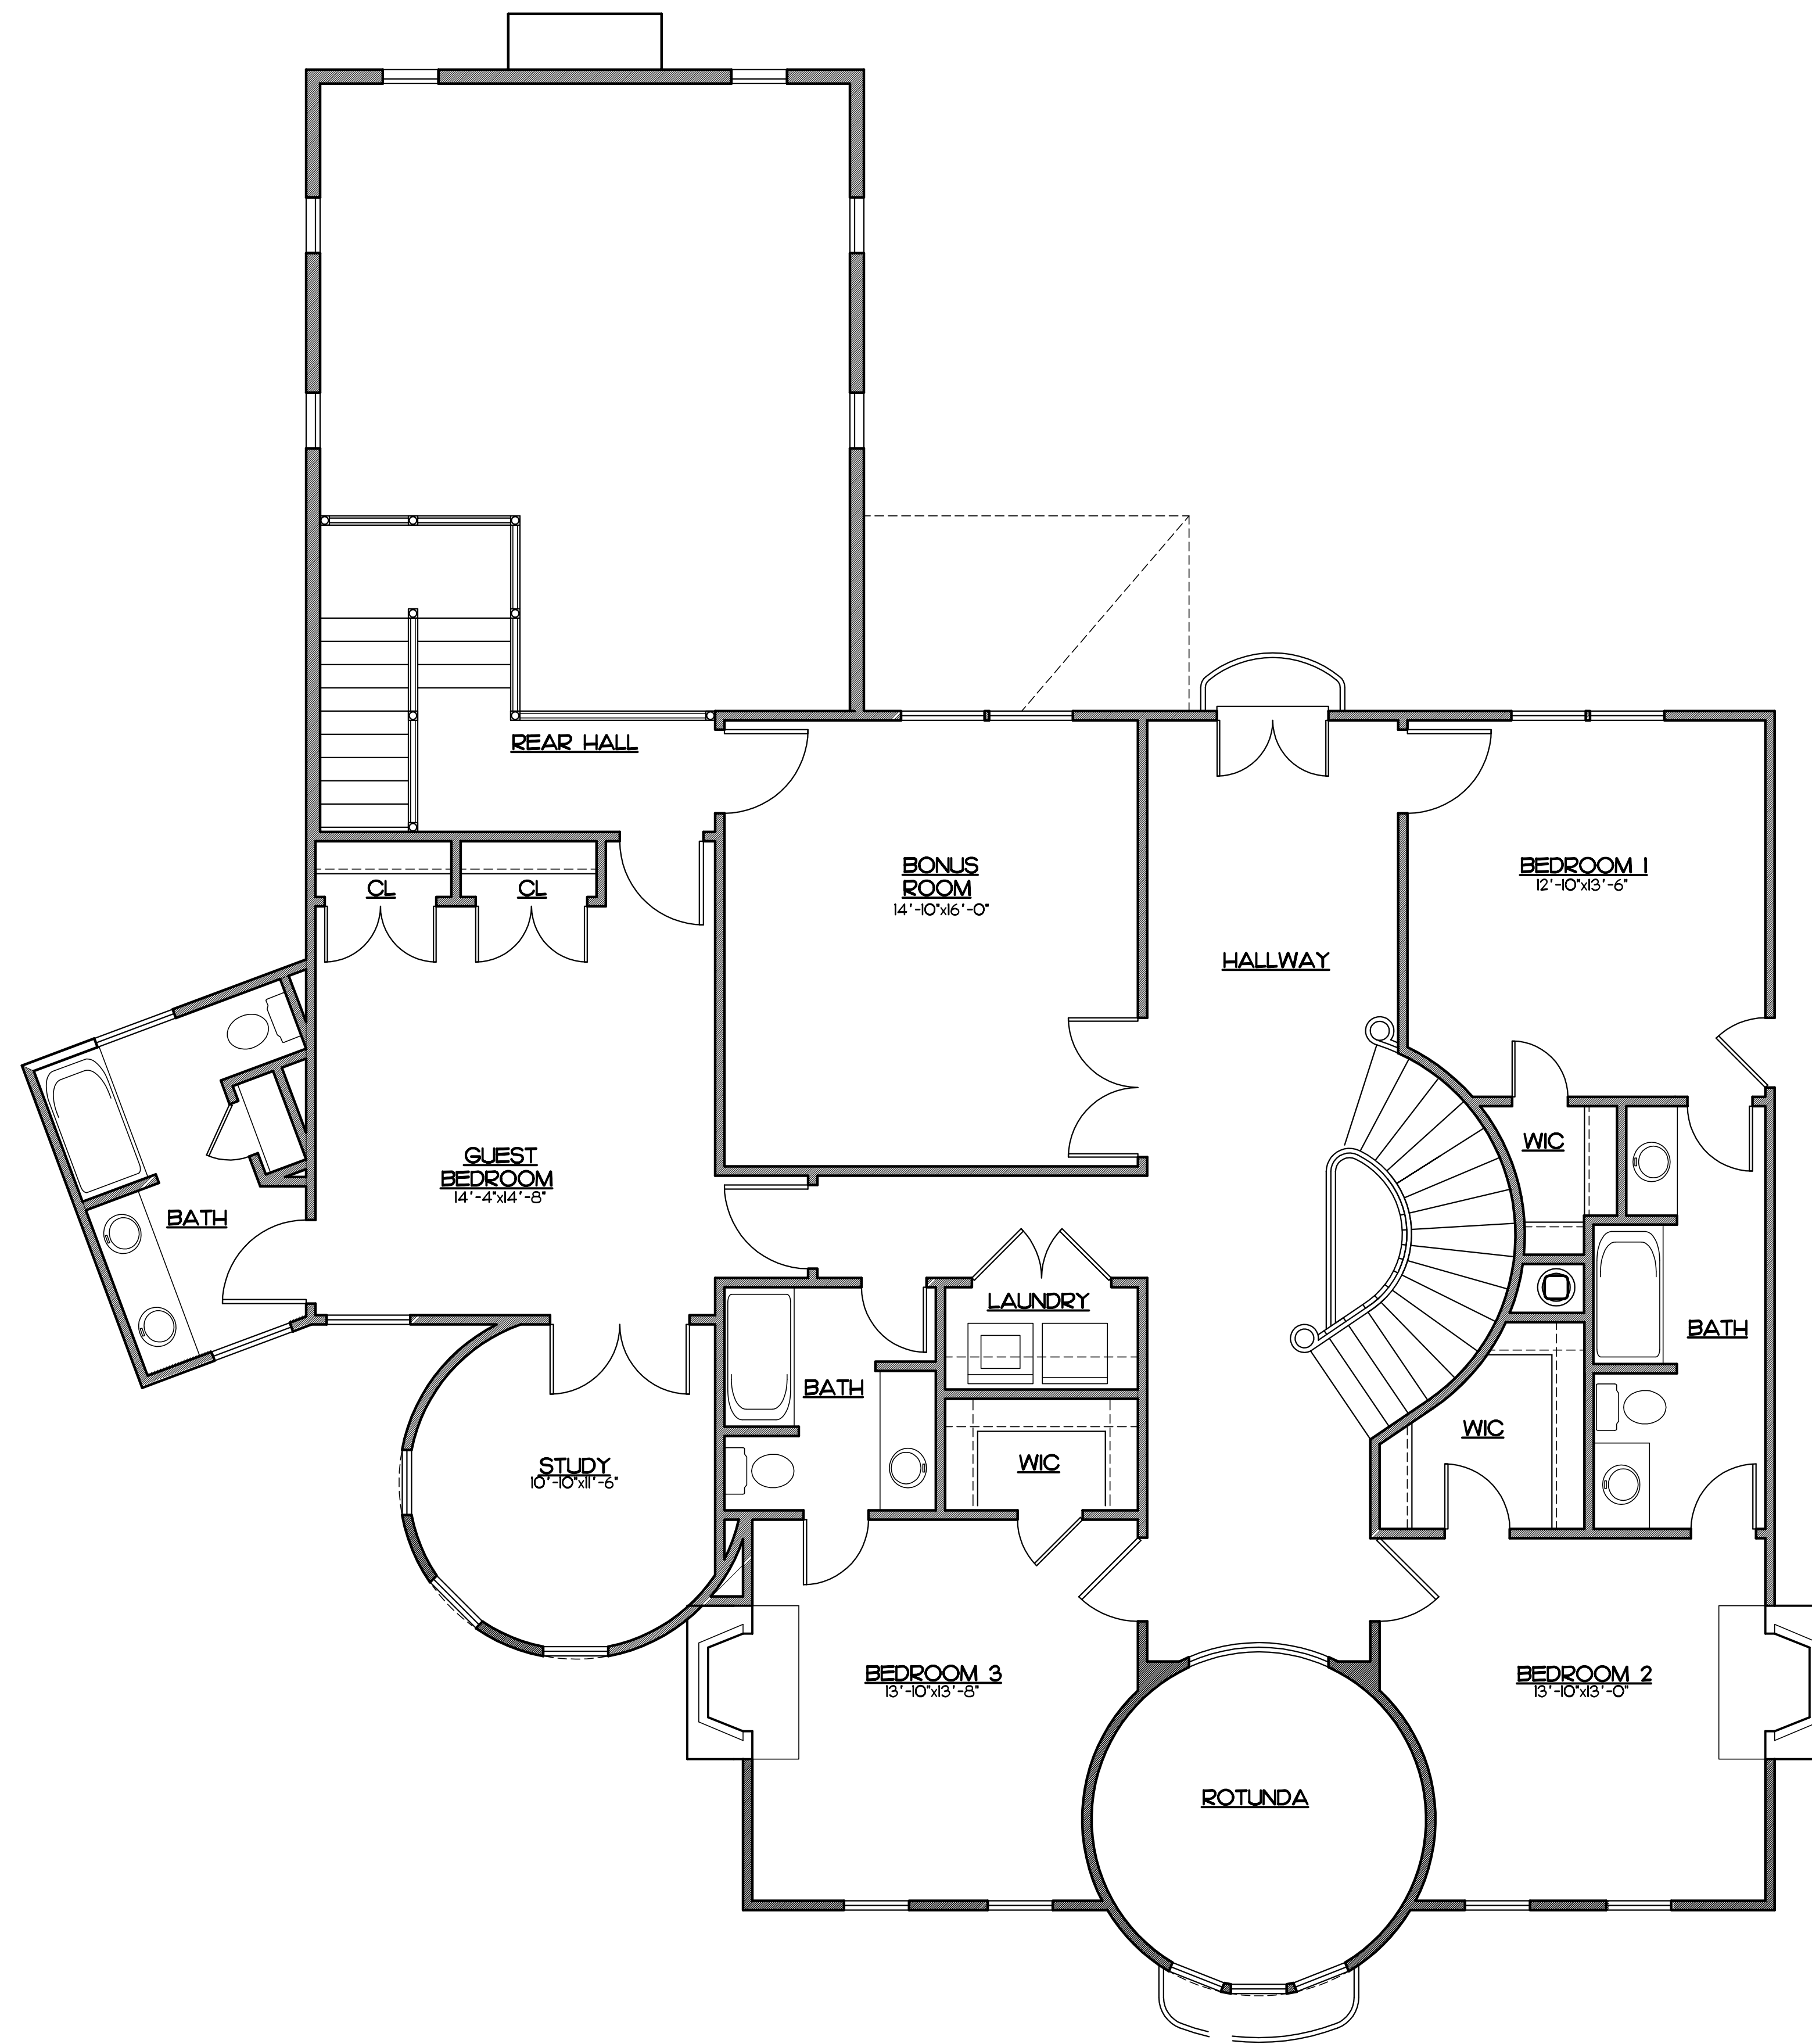 REAR HALL
BONUS
ROOM
14'-10"x16'-0"
BEDROOM 1
12'-10"x13'-6"
CL
CL
HALLWAY
GUEST
BEDROOM
14'-4"x14'-8"
WIC
BATH
LAUNDRY
BATH
BATH
WIC
STUDY
10'-10"x11'-6"
WIC
BEDROOM 3
13'-10"x13'-8"
BEDROOM 2
13'-10"x13'-0"
ROTUNDA